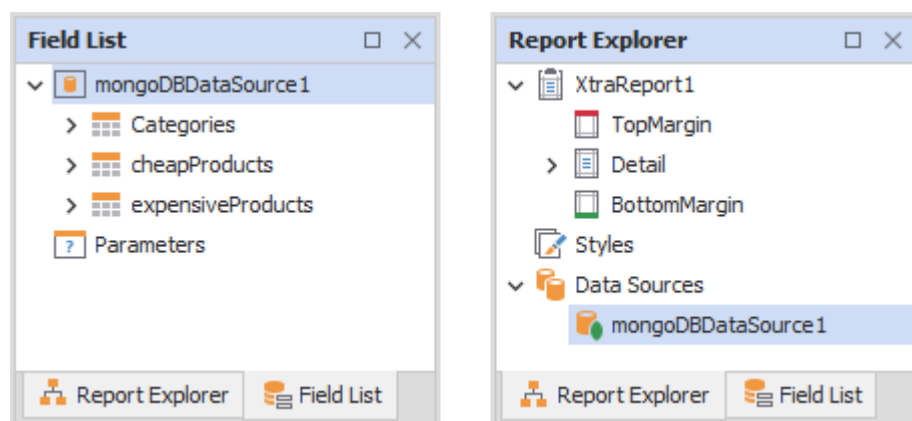 Field List
mongoDBDataSource1
Categories
cheapProducts
expensiveProducts
? Parameters
Report Explorer
Field List
Report Explorer
XtraReport1
TopMargin
Detail
BottomMargin
Styles
Data Sources
mongoDBDataSource1
Report Explorer
Field List